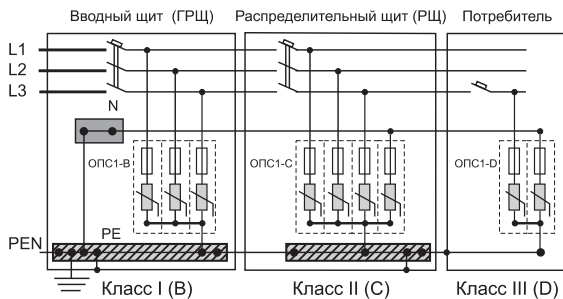 Вводный щит (ГРЩ) Распределительный щит (РЩ) Потребитель
L1
L2
L3
N
ОПС1-В ОПС1-С ОПС1-D
PEN PE
Класс I (В) Класс II (С) Класс III (D)